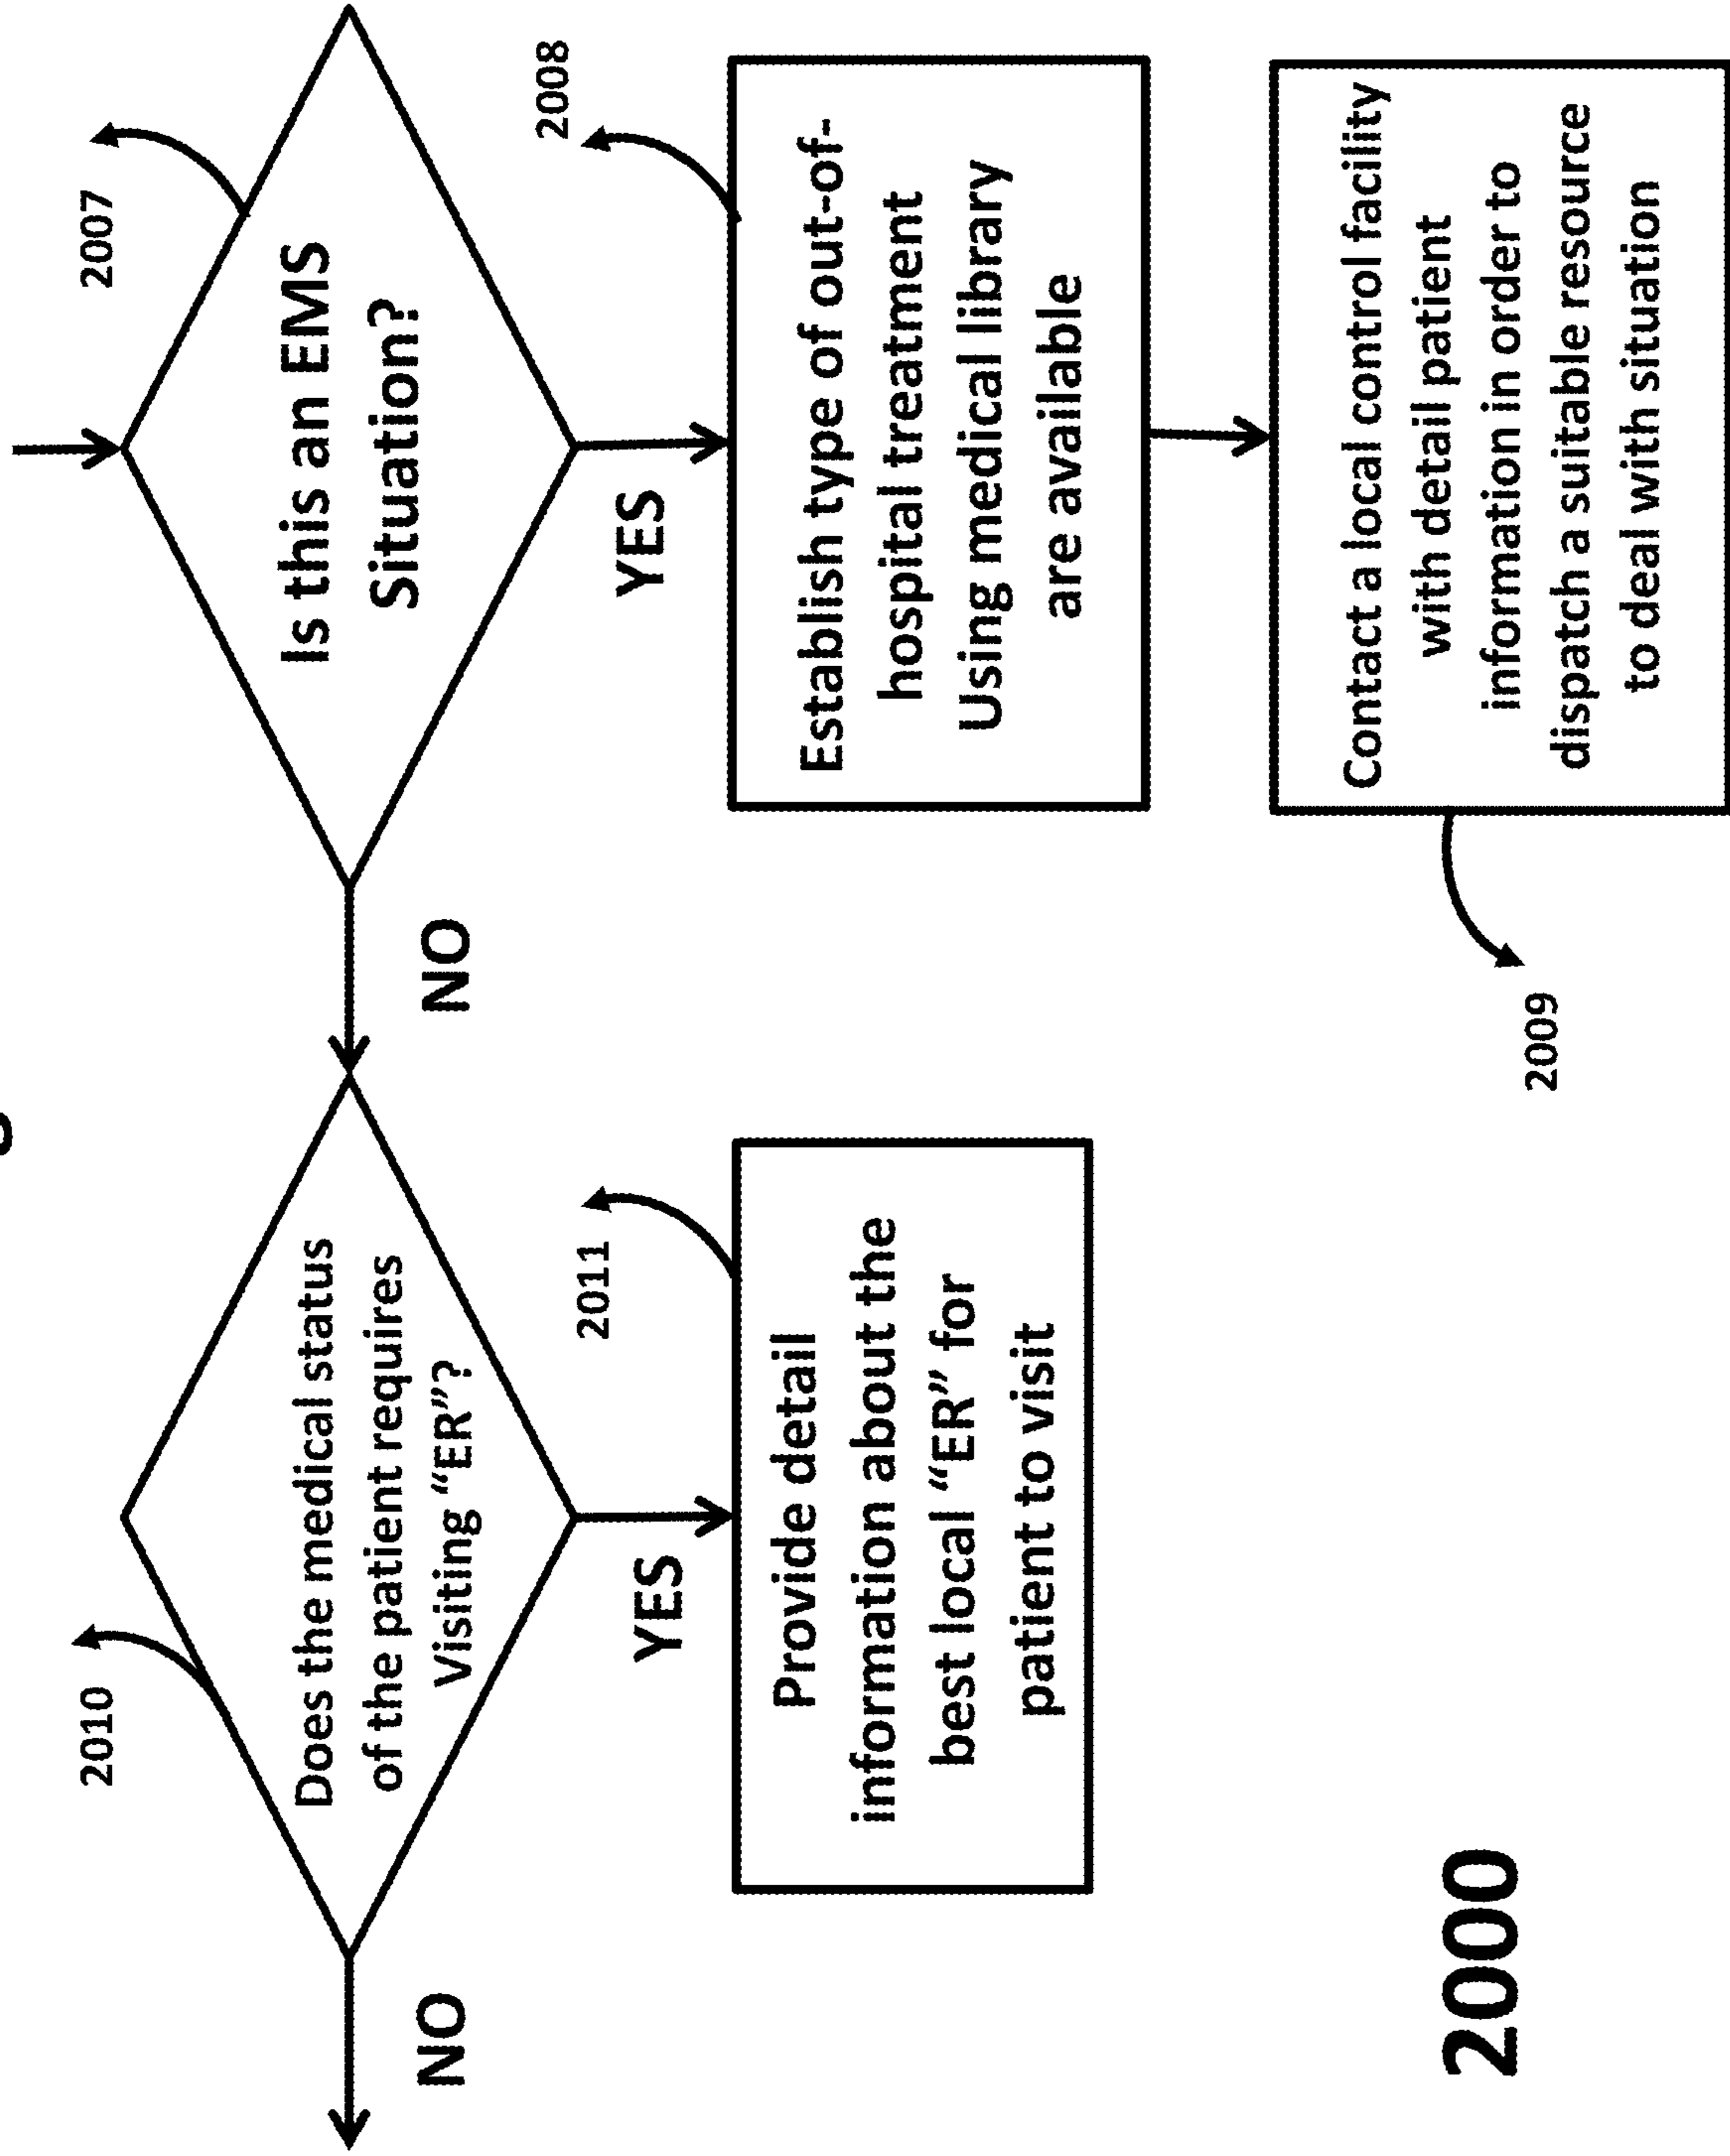 2010
2007
Does the medical status
of the patient requires
Visiting “ER”?
Is this an EMS
Situation?
NO
NO
YES
YES
2011
2008
Provide detail
information about the
best local “ER” for
patient to visit
Establish type of out-of-
hospital treatment
Using medical library
are available
Contact a local control facility
with detail patient
information in order to
dispatch a suitable resource
to deal with situation
2009
2000